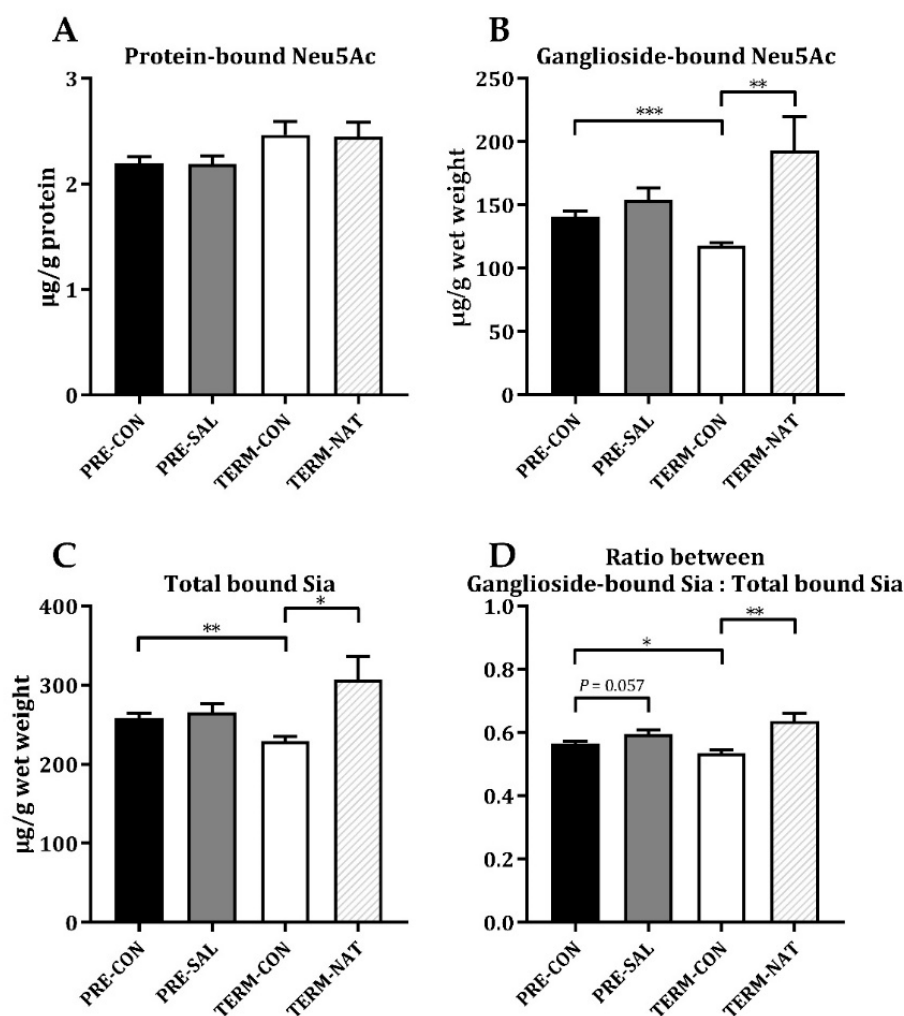 A
Protein-bound Neu5Ac
3
2
1
0
µg/g protein
PRE-CON
PRE-SAL
TERM-CON
TERM-NAT
B
Ganglioside-bound Neu5Ac
250
200
150
100
50
0
µg/g wet weight
***
**
PRE-CON
PRE-SAL
TERM-CON
TERM-NAT
C
Total bound Sia
400
300
200
100
0
µg/g wet weight
**
*
PRE-CON
PRE-SAL
TERM-CON
TERM-NAT
D
Ratio between
Ganglioside-bound Sia : Total bound Sia
1.0
0.8
0.6
0.4
0.2
0.0
P = 0.057
*
**
PRE-CON
PRE-SAL
TERM-CON
TERM-NAT